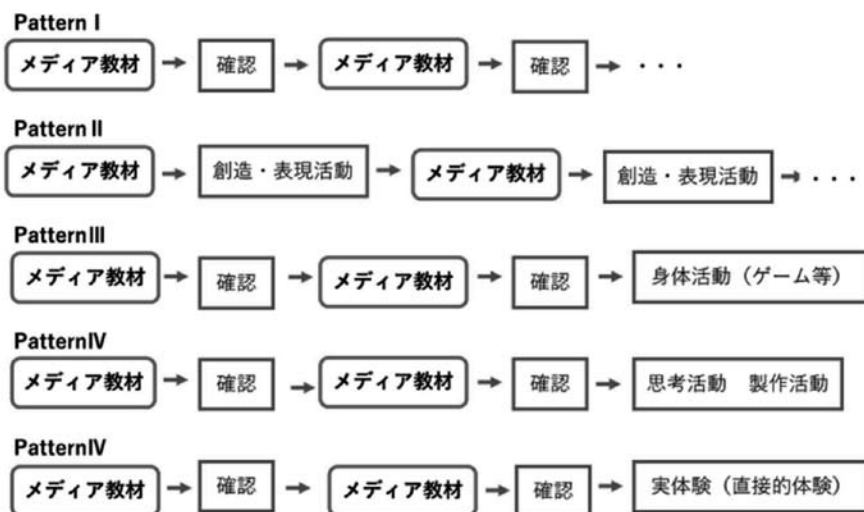 Pattern I
メディア教材 → 確認 → メディア教材 → 確認 → ・・・
Pattern II
メディア教材 → 創造・表現活動 → メディア教材 → 創造・表現活動 → ・・・
PatternIII
メディア教材 → 確認 → メディア教材 → 確認 → 身体活動（ゲーム等）
PatternIV
メディア教材 → 確認 → メディア教材 → 確認 → 思考活動　製作活動
PatternIV
メディア教材 → 確認 → メディア教材 → 確認 → 実体験（直接的体験）